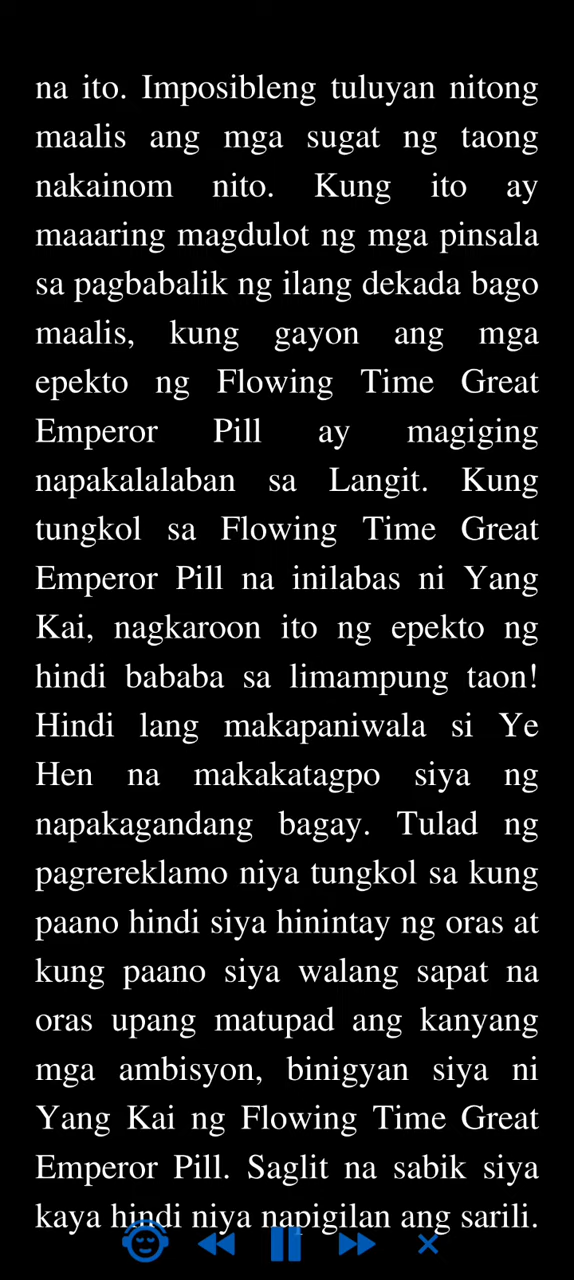 na ito. Imposibleng tuluyan nitong
maalis ang mga sugat ng taong
nakainom nito. Kung ito ay
maaaring magdulot ng mga pinsala
sa pagbabalik ng ilang dekada bago
maalis, kung gayon ang mga
epekto ng Flowing Time Great
Emperor Pill ay magiging
napakalalaban sa Langit. Kung
tungkol sa Flowing Time Great
Emperor Pill na inilabas ni Yang
Kai, nagkaroon ito ng epekto ng
hindi bababa sa limampung taon!
Hindi lang makapaniwala si Ye
Hen na makakatagpo siya ng
napakagandang bagay. Tulad ng
pagrereklamo niya tungkol sa kung
paano hindi siya hinintay ng oras at
kung paano siya walang sapat na
oras upang matupad ang kanyang
mga ambisyon, binigyan siya ni
Yang Kai ng Flowing Time Great
Emperor Pill. Saglit na sabik siya
kaya hindi niya napigilan ang sarili.